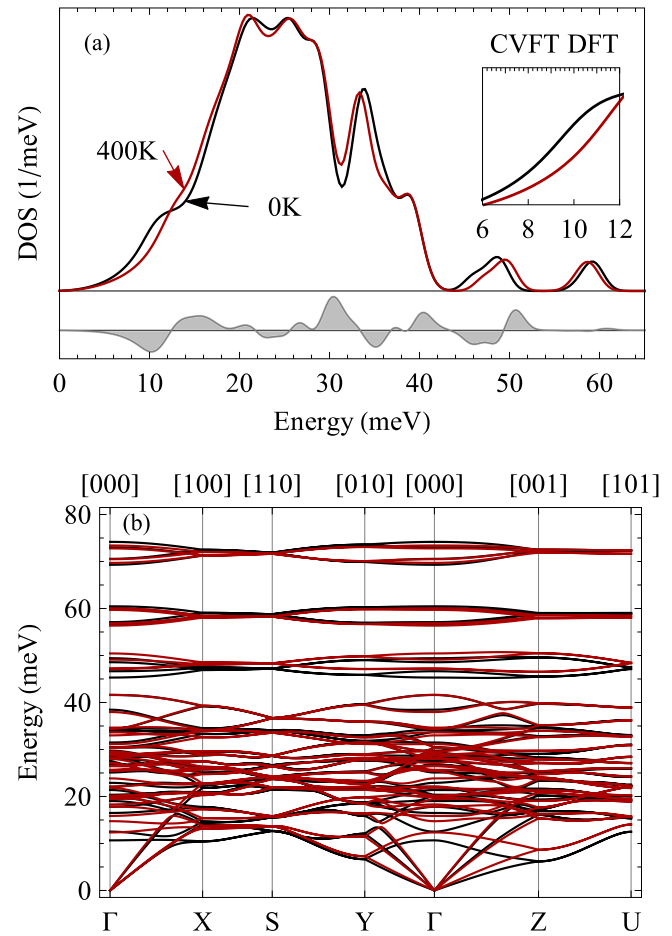 (a)
CVFT DFT
400K
0K
6 8 10 12
DOS (1/meV)
0 10 20 30 40 50 60
Energy (meV)
[000] [100] [110] [010] [000] [001] [101]
(b)
80
60
40
20
0
Energy (meV)
Γ X S Y Γ Z U